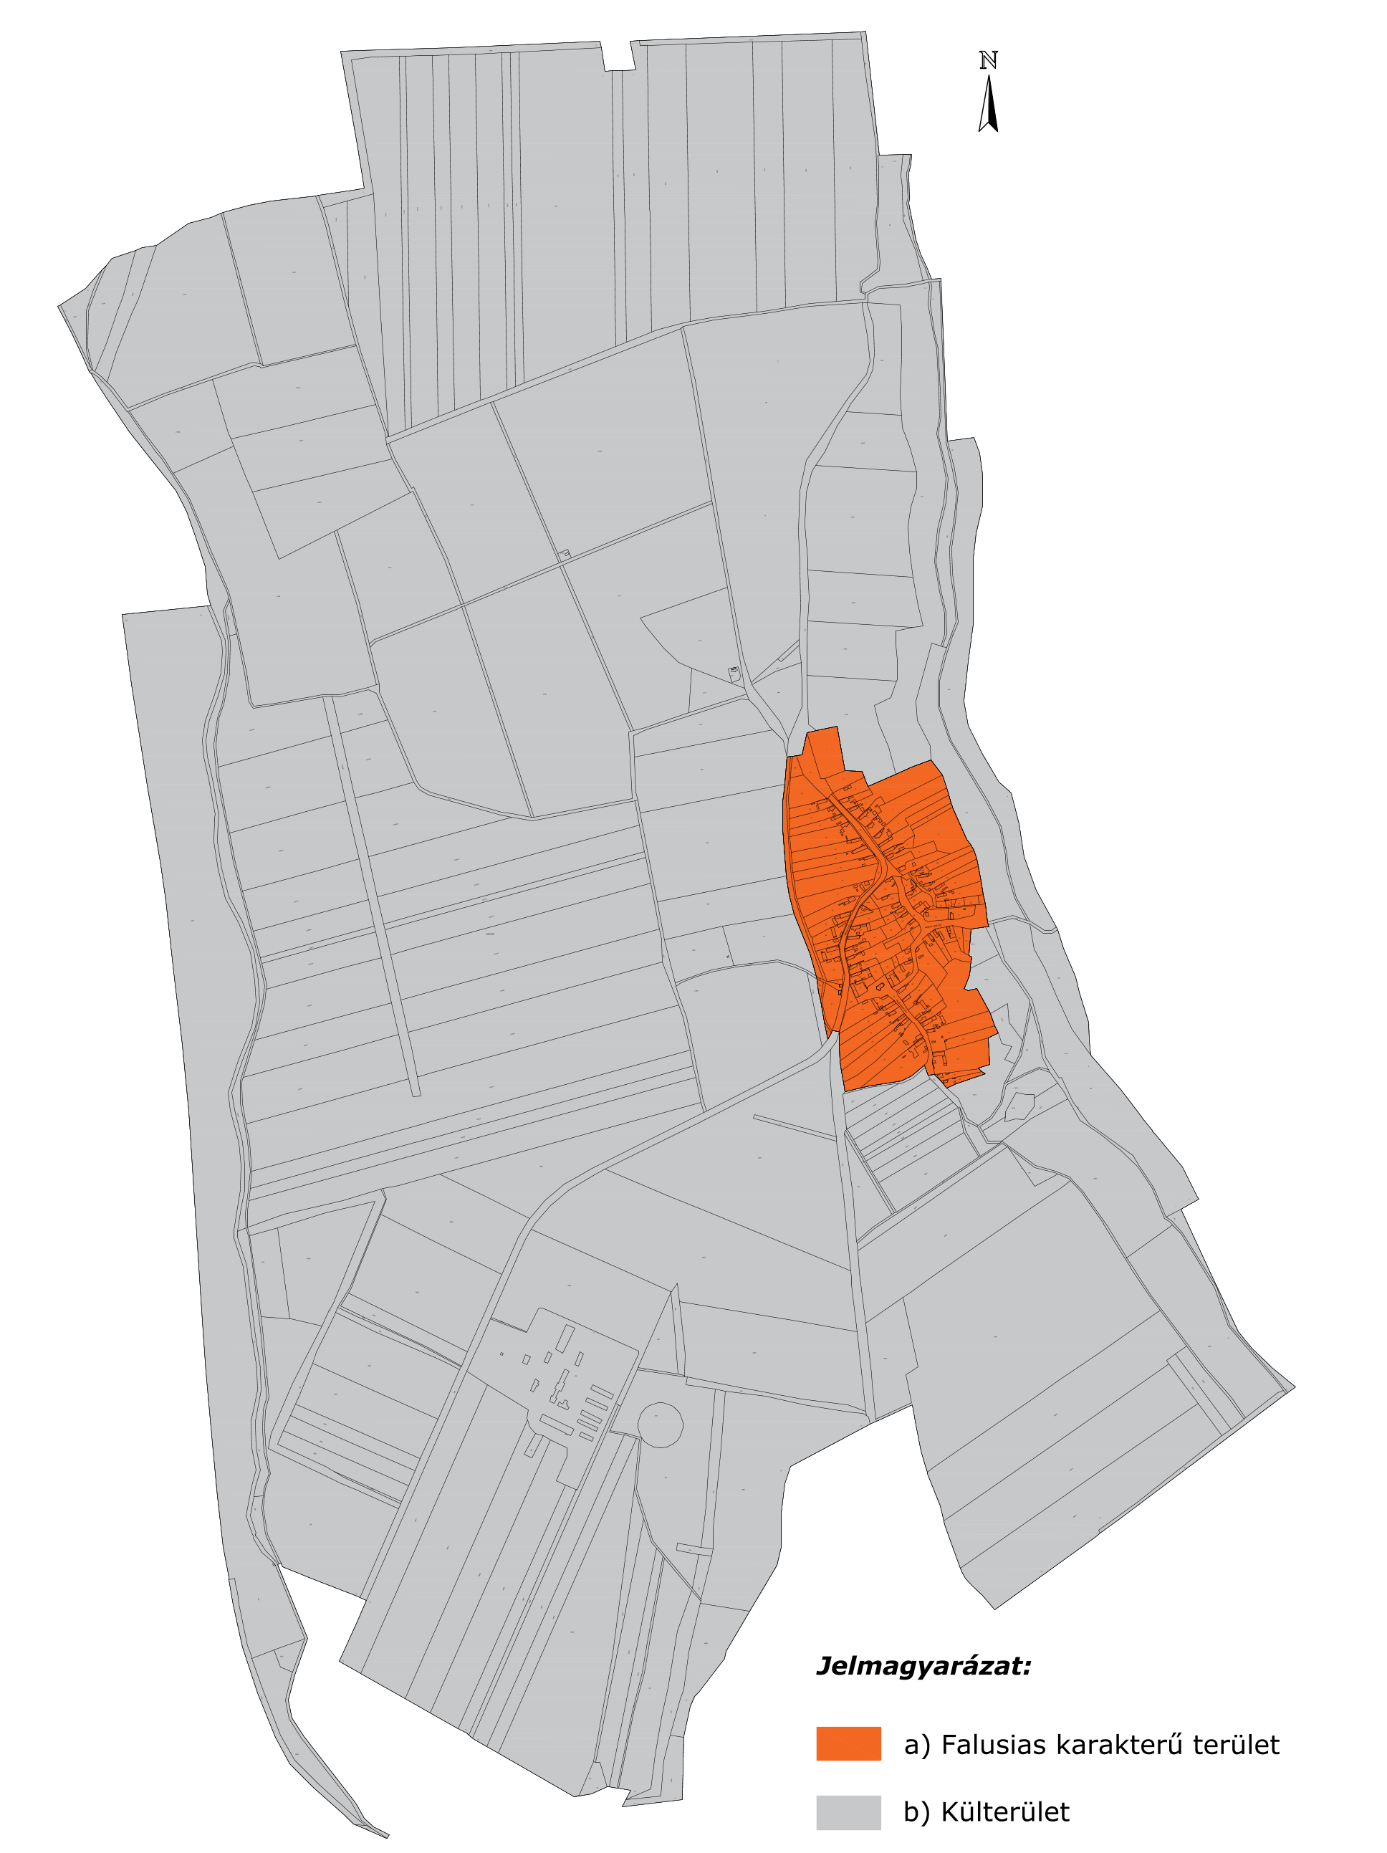 N
Jelmagyarázat:
a) Falusias karakterű terület
b) Külterület